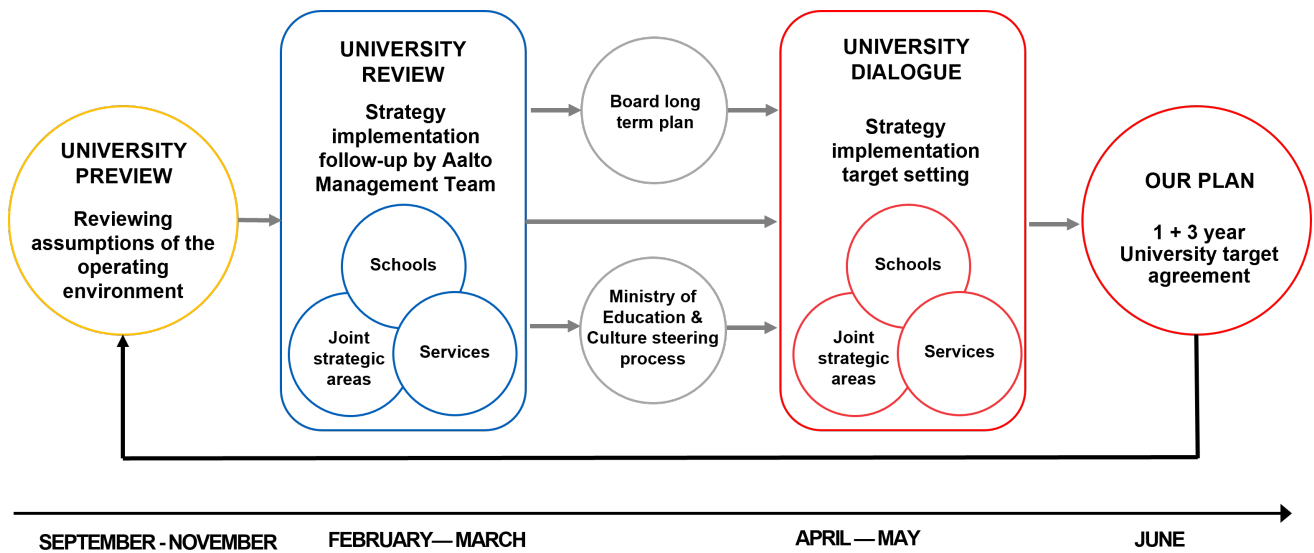 UNIVERSITY
PREVIEW
Reviewing
assumptions of the
operating
environment
UNIVERSITY
REVIEW
Strategy
implementation
follow-up by Aalto
Management Team
Schools
Joint
strategic
areas
Services
Board long
term plan
Ministry of
Education &
Culture steering
process
UNIVERSITY
DIALOGUE
Strategy
implementation
target setting
Schools
Joint
strategic
areas
Services
OUR PLAN
1 + 3 year
University target
agreement
SEPTEMBER - NOVEMBER
FEBRUARY— MARCH
APRIL — MAY
JUNE